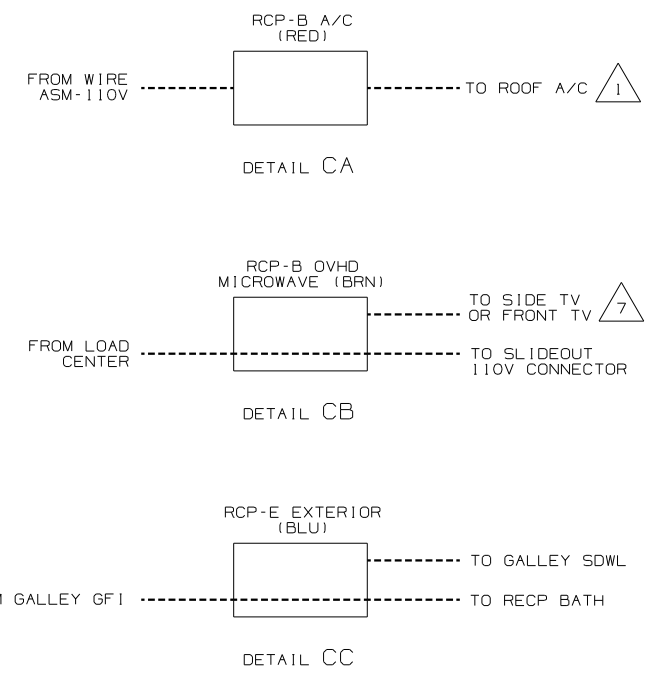 RCP-B A/C
(RED)
FROM WIRE
ASM-110V
TO ROOF A/C 1
DETAIL CA
RCP-B OVHD
MICROWAVE (BRN)
TO SIDE TV
OR FRONT TV 7
FROM LOAD
CENTER
TO SLIDEOUT
110V CONNECTOR
DETAIL CB
RCP-E EXTERIOR
(BLU)
TO GALLEY SDWL
GALLEY GFI
TO RECP BATH
DETAIL CC